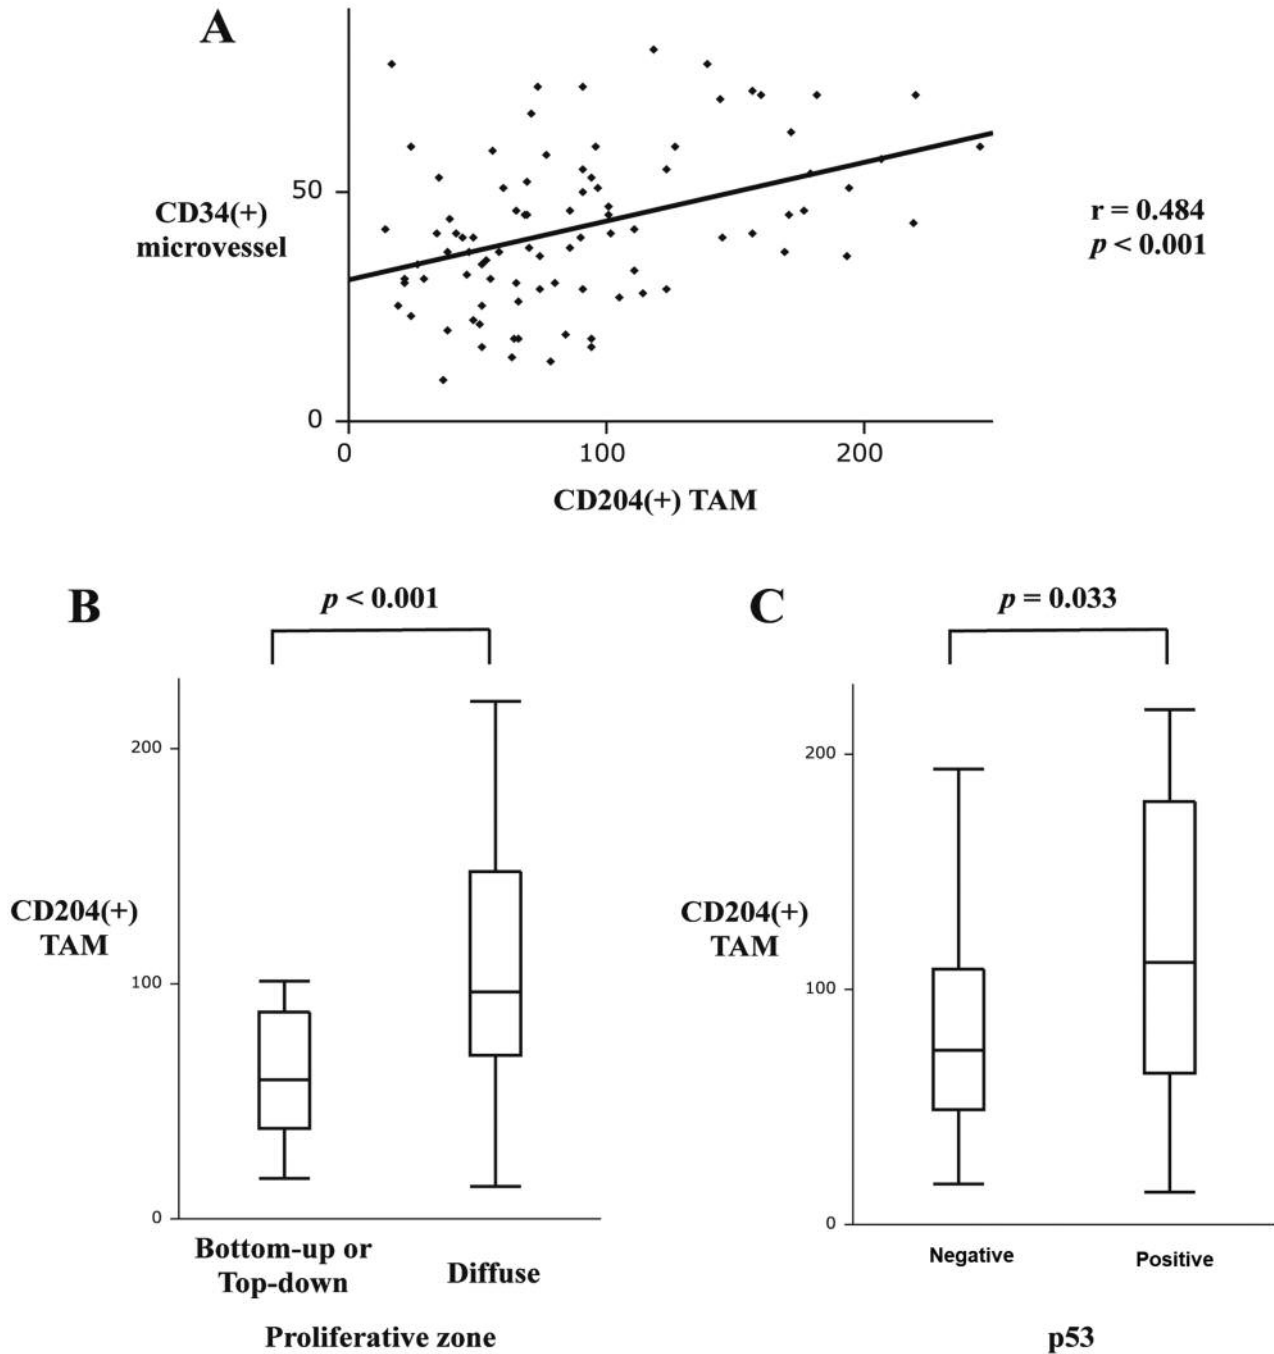 A
50
CD34(+)
microvessel
r = 0.484
p < 0.001
0
0 100 200
CD204(+) TAM
B
p < 0.001
200
CD204(+)
TAM
100
0
Bottom-up or
Top-down
Diffuse
Proliferative zone
C
p = 0.033
200
CD204(+)
TAM
100
0
Negative
Positive
p53